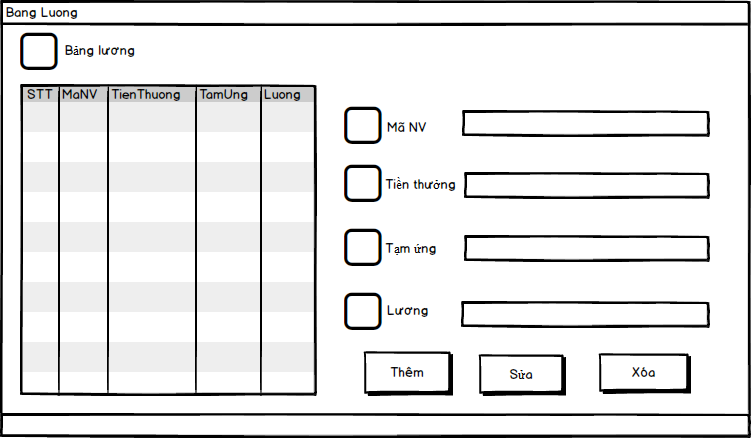 Bang Luong
Bảng lương
STT MaNV TienThuong TamUng Luong
Mã NV
Tiền thưởng
Tạm ứng
Lương
Thêm Sửa Xóa